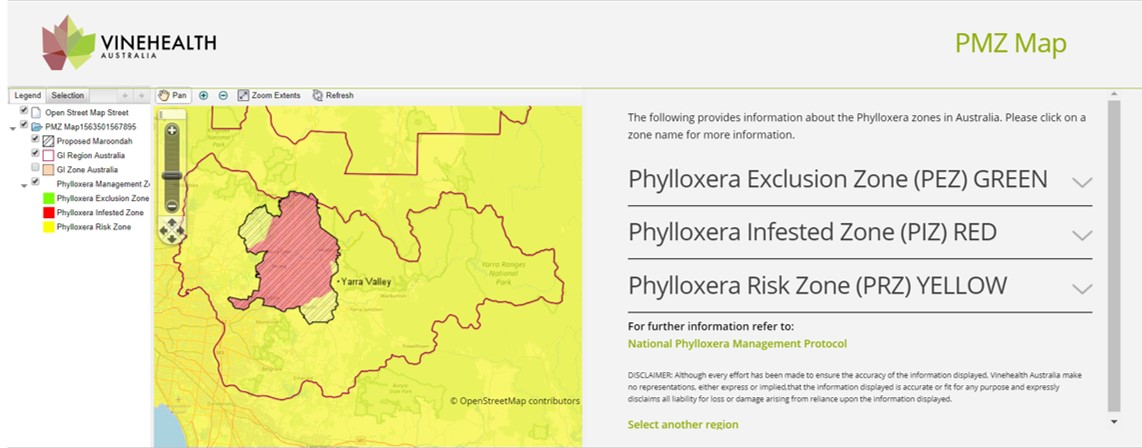 VINEHEALTH
AUSTRALIA
PMZ Map
Legend Selection
Pan Zoom Extents Refresh
Open Street Map Street
PMZ Map1563501567895
Proposed Maroondah
GI Region Australia
GI Zone Australia
Phylloxera Management Z
Phylloxera Exclusion Zone
Phylloxera Infested Zone
Phylloxera Risk Zone
Yarra Valley
Yarra Ranges
National
Park
© OpenStreetMap contributors
The following provides information about the Phylloxera zones in Australia. Please click on a
zone name for more information.
Phylloxera Exclusion Zone (PEZ) GREEN
Phylloxera Infested Zone (PIZ) RED
Phylloxera Risk Zone (PRZ) YELLOW
For further information refer to:
National Phylloxera Management Protocol
DISCLAIMER: Although every effort has been made to ensure the accuracy of the information displayed, Vinehealth Australia make
no representations, either express or implied,that the information displayed is accurate or fit for any purpose and expressly
disclaims all liability for loss or damage arising from reliance upon the information displayed.
Select another region